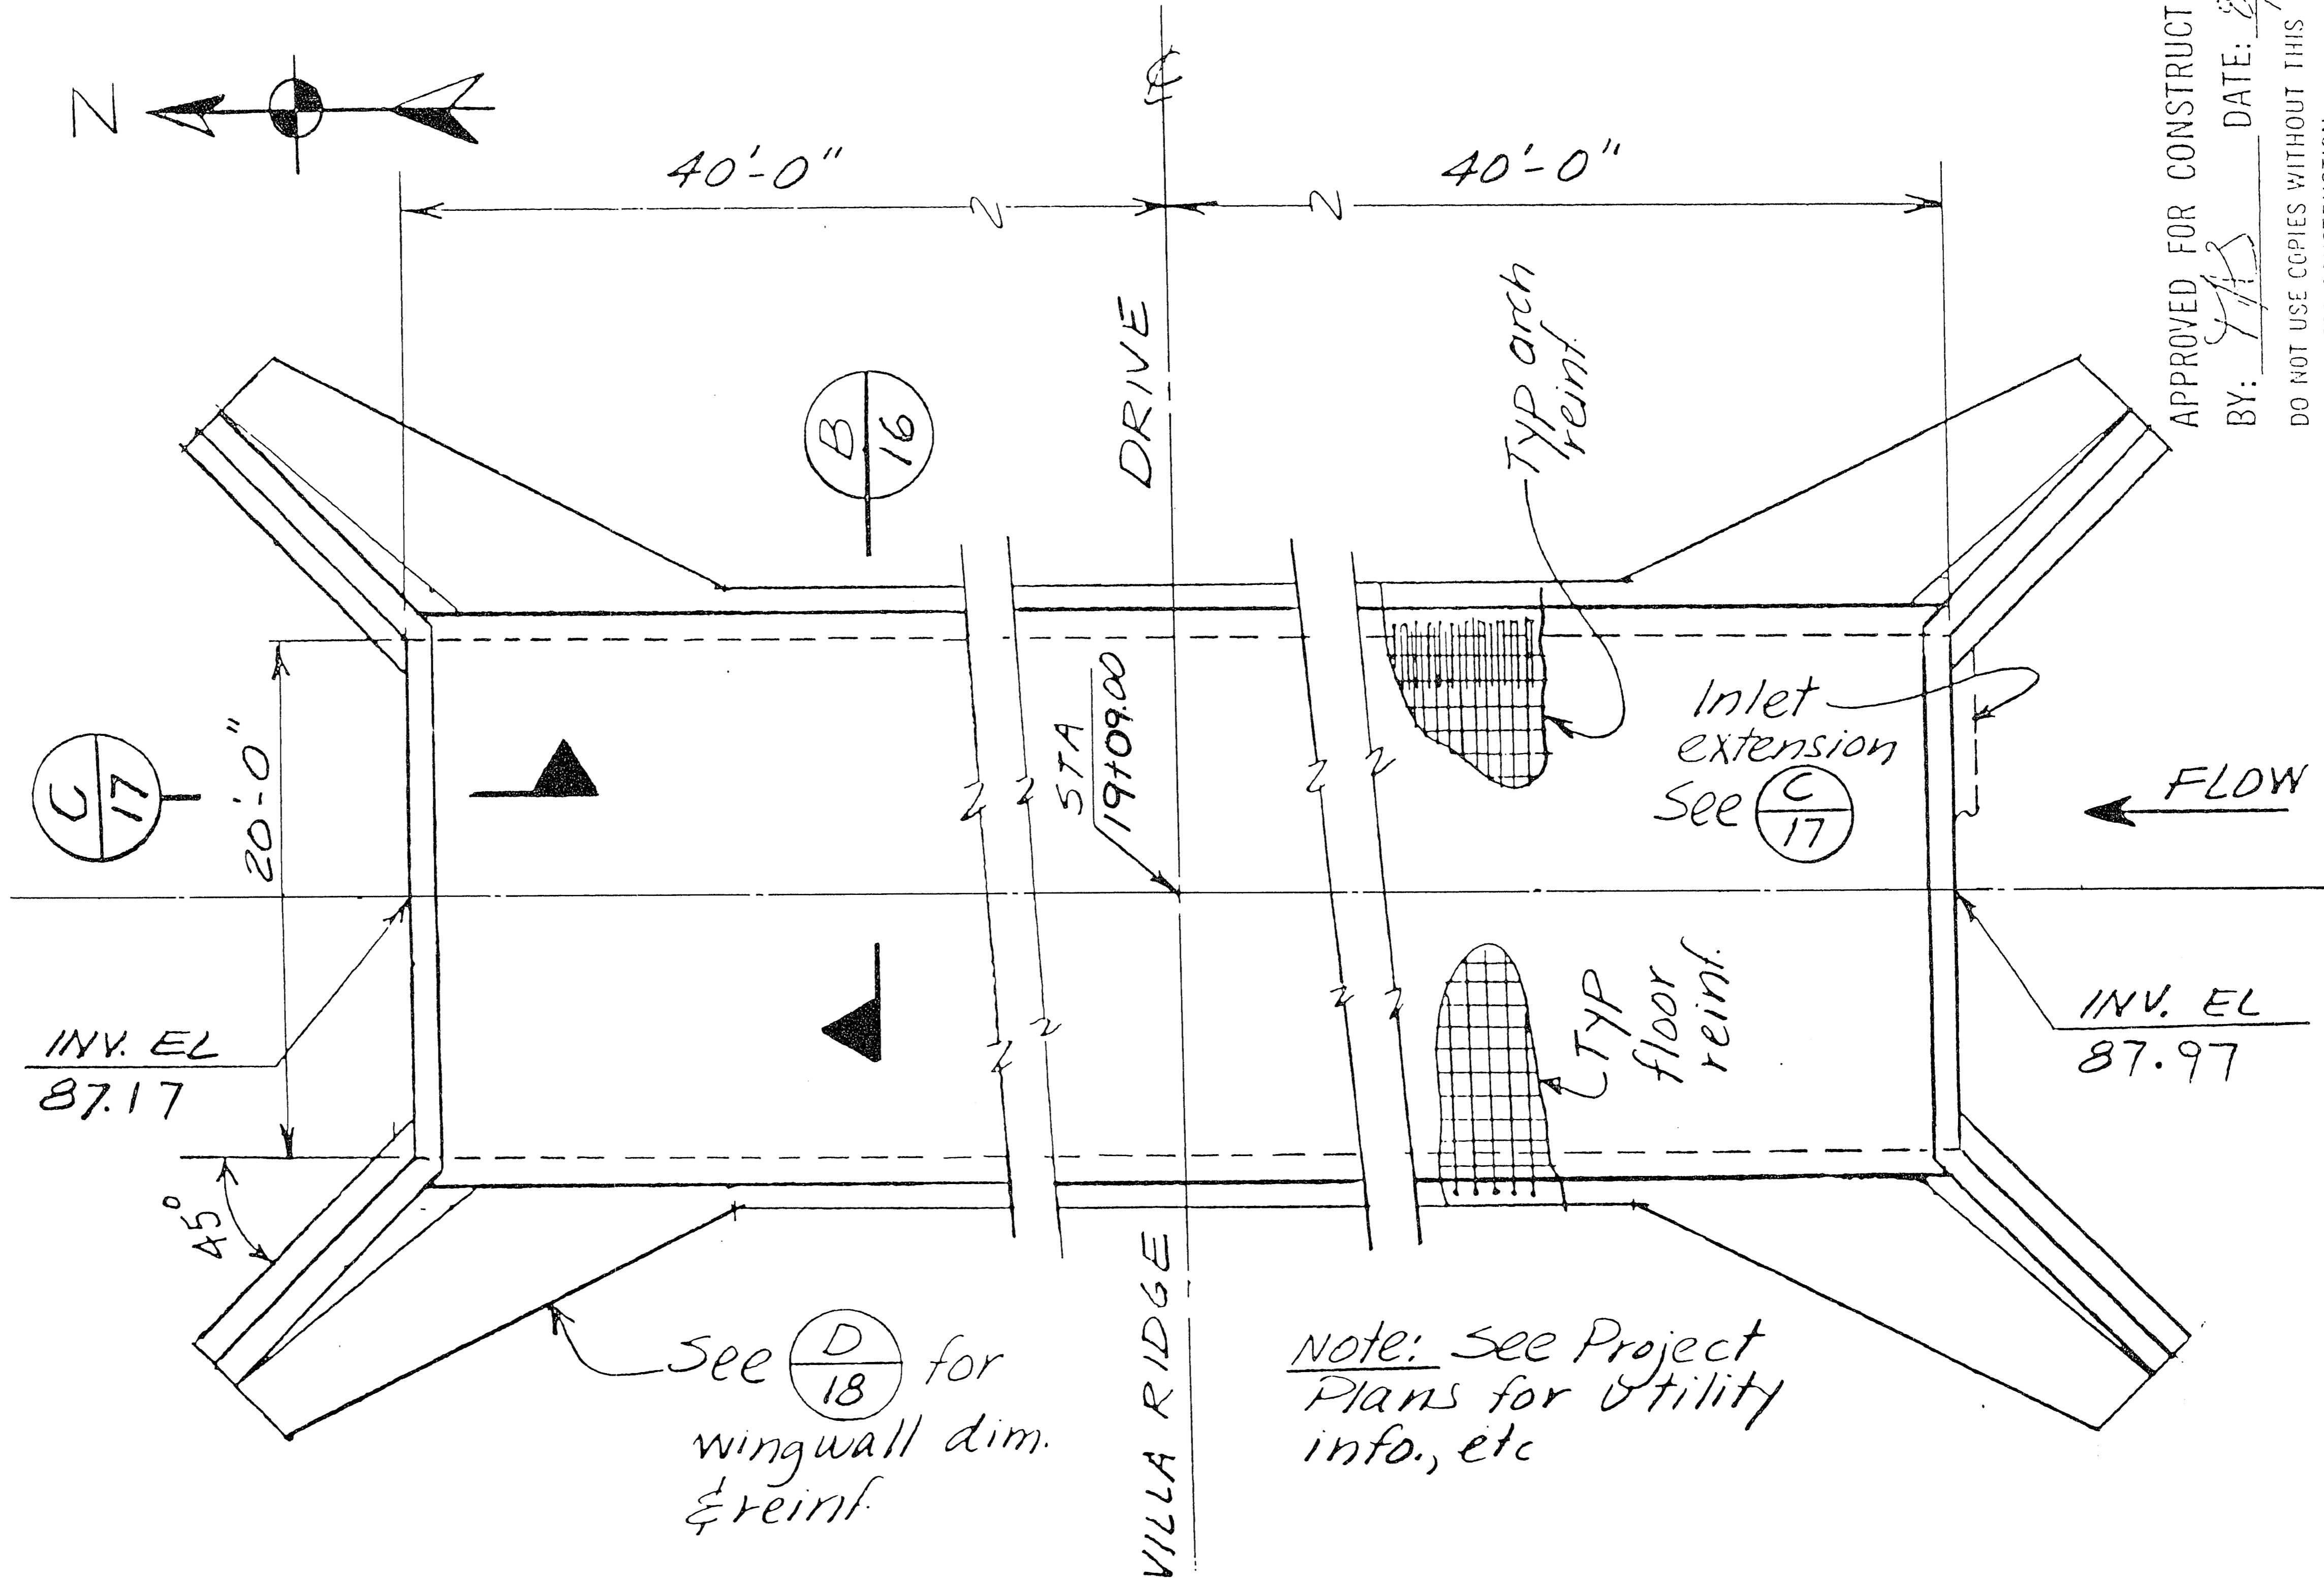 N
40'-0"
40'-0"
APPROVED FOR CONSTRUCT
BY:
DATE:
DO NOT USE COPIES WITHOUT THIS
B
16
DRIVE
Typ arch
reinf.
C
17
20'-0"
STA
19+09.00
Inlet
extension
See C
17
FLOW
INV. EL
87.17
Typ
floor
reinf.
INV. EL
87.97
45°
See D for
18
wingwall dim.
& reinf.
VILLA RIDGE
Note: See Project
Plans for Utility
info., etc